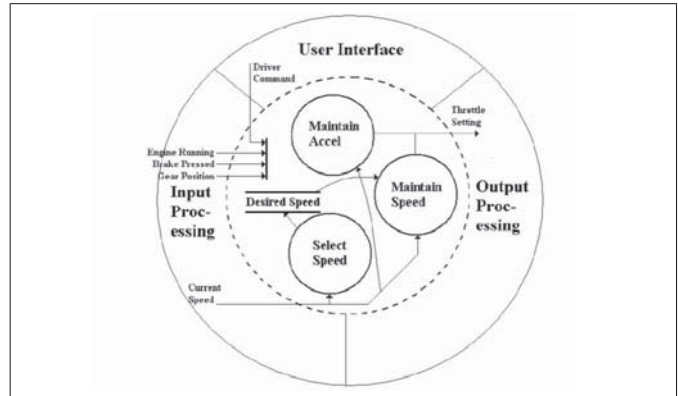 User Interface
Driver
Command
Maintain
Accel
Throttle
Setting
Engine Running
Brake Pressed
Gear Position
Input
Proc-
essing
Desired Speed
Maintain
Speed
Output
Proc-
essing
Select
Speed
Current
Speed